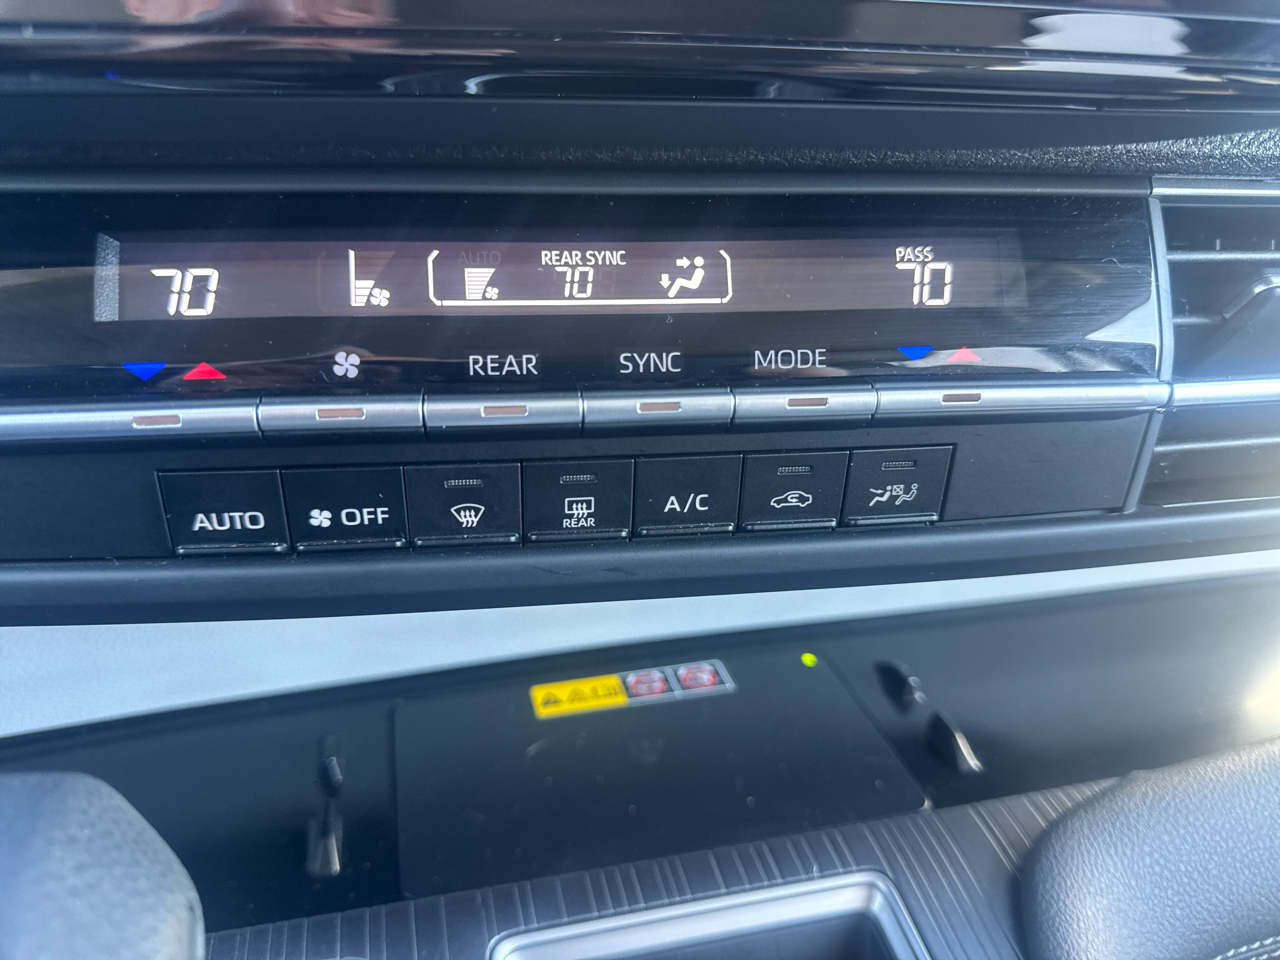 70
AUTO
REAR SYNC
70
PASS
70
REAR
SYNC
MODE
AUTO
OFF
REAR
A/C